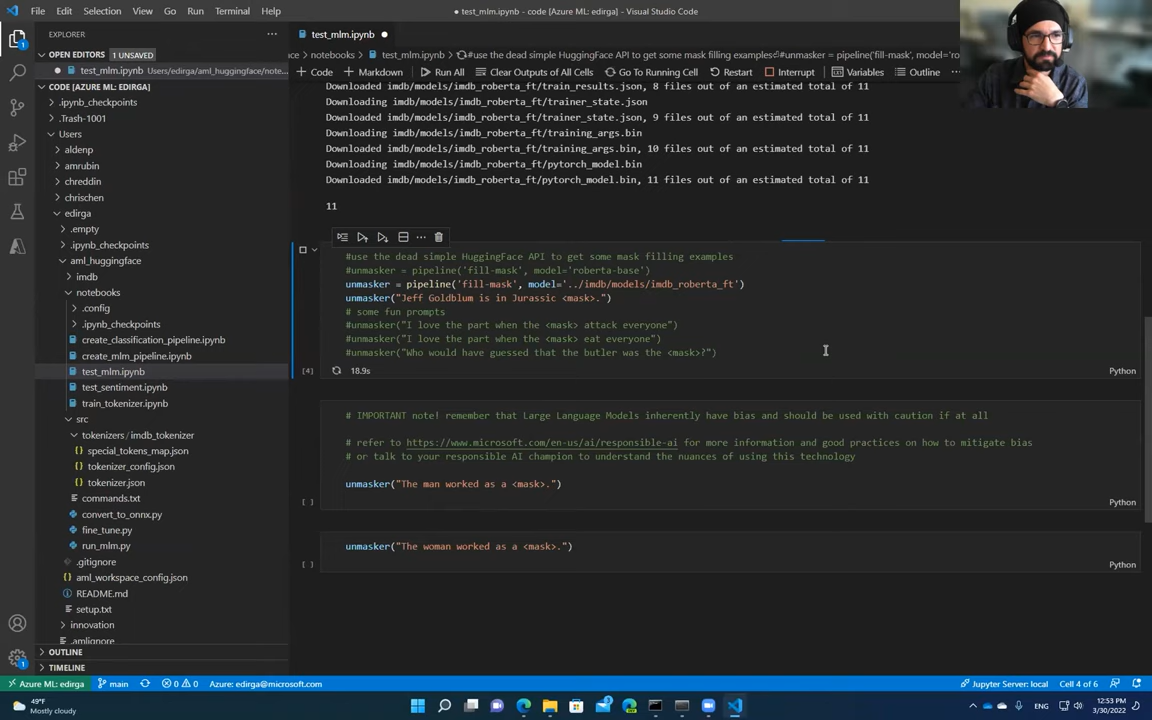 File Edit Selection View Go Run Terminal Help
● test_mlm.ipynb - code [Azure ML: edirga] - Visual Studio Code
EXPLORER
OPEN EDITORS 1 UNSAVED
● test_mlm.ipynb Users/edirga/aml_huggingface/note...
CODE [AZURE ML: EDIRGA]
.ipynb_checkpoints
.Trash-1001
Users
aldenp
amrubin
chreddin
chrischen
edirga
.empty
.ipynb_checkpoints
aml_huggingface
imdb
notebooks
.config
.ipynb_checkpoints
create_classification_pipeline.ipynb
create_mlm_pipeline.ipynb
test_mlm.ipynb
test_sentiment.ipynb
train_tokenizer.ipynb
src
tokenizers / imdb_tokenizer
special_tokens_map.json
tokenizer_config.json
tokenizer.json
commands.txt
convert_to_onnx.py
fine_tune.py
run_mlm.py
.gitignore
aml_workspace_config.json
README.md
setup.txt
innovation
.amlignore
OUTLINE
TIMELINE
test_mlm.ipynb ●
nce > notebooks > test_mlm.ipynb > #use the dead simple HuggingFace API to get some mask filling examples#unmasker = pipeline('fill-mask', model='ro
+ Code + Markdown Run All Clear Outputs of All Cells Go To Running Cell Restart Interrupt Variables Outline ...
Downloaded imdb/models/imdb_roberta_ft/train_results.json, 8 files out of an estimated total of 11
Downloading imdb/models/imdb_roberta_ft/trainer_state.json
Downloaded imdb/models/imdb_roberta_ft/trainer_state.json, 9 files out of an estimated total of 11
Downloading imdb/models/imdb_roberta_ft/training_args.bin
Downloaded imdb/models/imdb_roberta_ft/training_args.bin, 10 files out of an estimated total of 11
Downloading imdb/models/imdb_roberta_ft/pytorch_model.bin
Downloaded imdb/models/imdb_roberta_ft/pytorch_model.bin, 11 files out of an estimated total of 11
11
#use the dead simple HuggingFace API to get some mask filling examples
#unmasker = pipeline('fill-mask', model='roberta-base')
unmasker = pipeline('fill-mask', model='../imdb/models/imdb_roberta_ft')
unmasker("Jeff Goldblum is in Jurassic <mask>.")
# some fun prompts
#unmasker("I love the part when the <mask> attack everyone")
#unmasker("I love the part when the <mask> eat everyone")
#unmasker("Who would have guessed that the butler was the <mask>?")
[4] 18.9s Python
# IMPORTANT note! remember that Large Language Models inherently have bias and should be used with caution if at all
# refer to https://www.microsoft.com/en-us/ai/responsible-ai for more information and good practices on how to mitigate bias
# or talk to your responsible AI champion to understand the nuances of using this technology
unmasker("The man worked as a <mask>.")
[ ] Python
unmasker("The woman worked as a <mask>.")
[ ] Python
Azure ML: edirga main 0 0 Azure: edirga@microsoft.com Jupyter Server: local Cell 4 of 6
49°F
Mostly cloudy
ENG
12:53 PM
3/30/2022